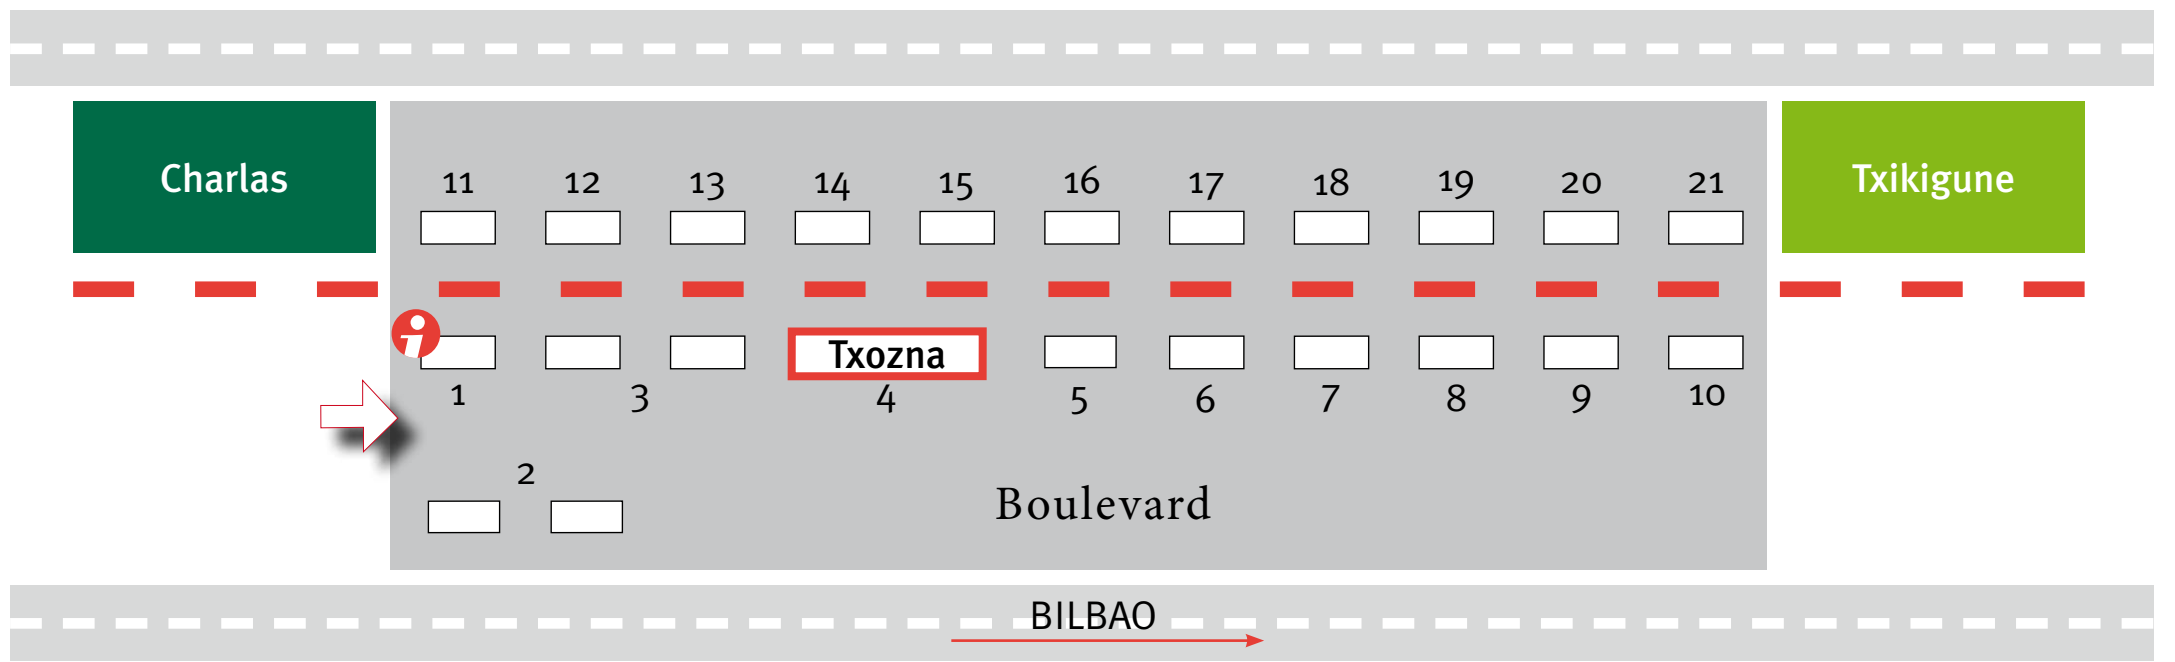 Charlas
11 12 13 14 15 16 17 18 19 20 21
Txikigune
i
Txozna
1 3 4 5 6 7 8 9 10
2
Boulevard
BILBAO